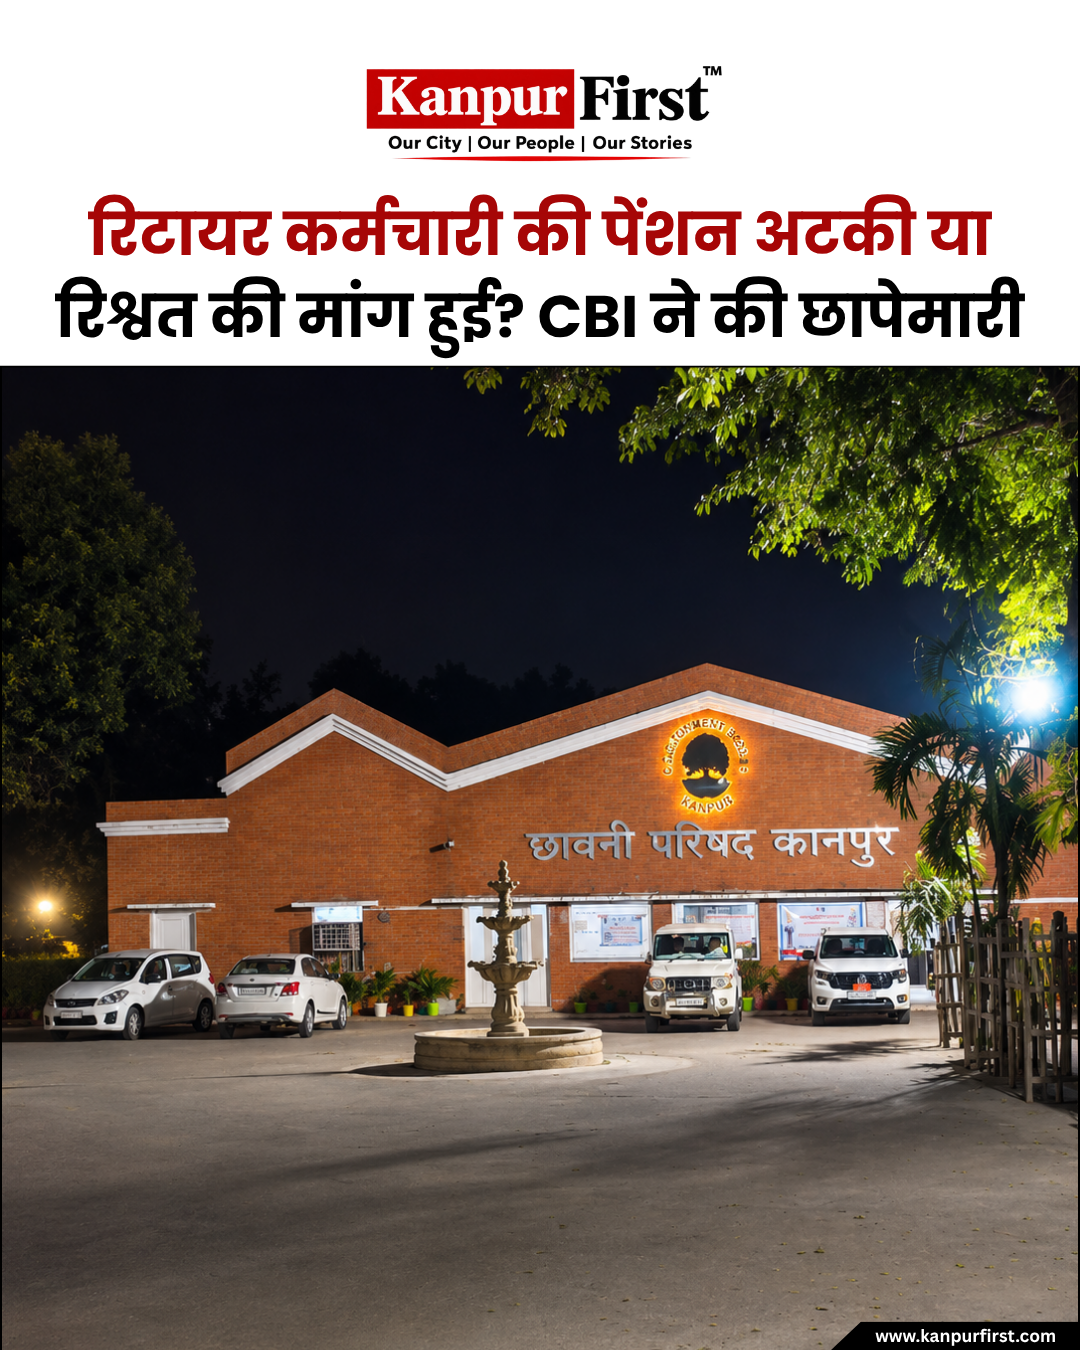 Kanpur First™
Our City | Our People | Our Stories
रिटायर कर्मचारी की पेंशन अटकी या
रिश्वत की मांग हुई? CBI ने की छापेमारी
CANTONMENT BOARD
KANPUR
छावनी परिषद कानपुर
www.kanpurfirst.com